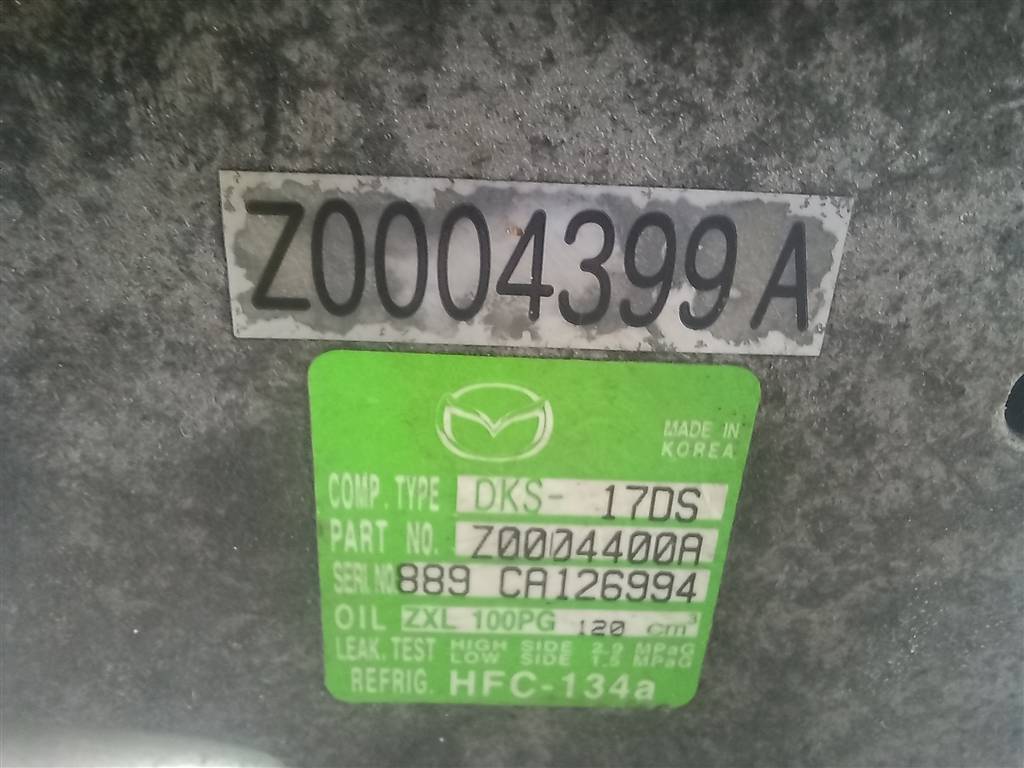 Z0004399A
MADE IN
KOREA
COMP. TYPE DKS- 17DS
PART NO. Z0004400A
SERI.NO. 889 CA126994
OIL ZXL 100PG 120 cm³
LEAK. TEST HIGH SIDE 2.9 MPaG
LOW SIDE 1.5 MPaG
REFRIG. HFC-134a